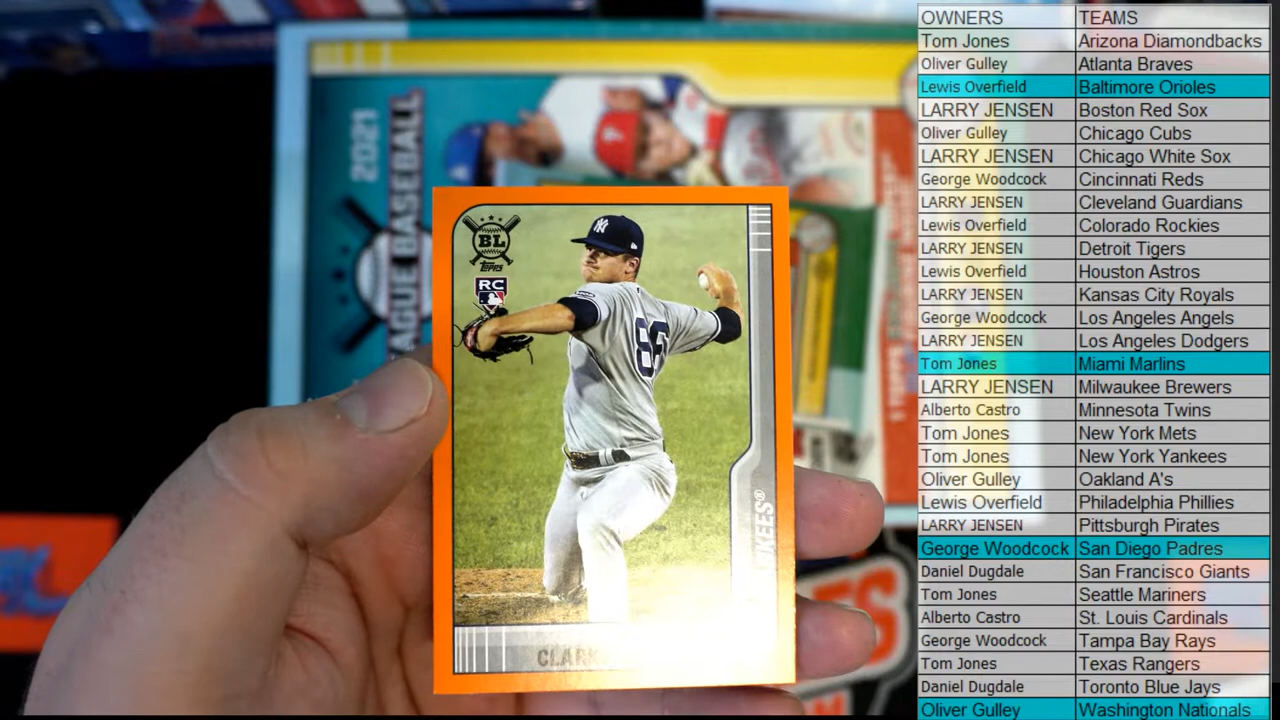 2021
AGUE BASEBALL
BL
Topps
RC
NY
86
KEES®
CLARK
OWNERS TEAMS
Tom Jones Arizona Diamondbacks
Oliver Gulley Atlanta Braves
Lewis Overfield Baltimore Orioles
LARRY JENSEN Boston Red Sox
Oliver Gulley Chicago Cubs
LARRY JENSEN Chicago White Sox
George Woodcock Cincinnati Reds
LARRY JENSEN Cleveland Guardians
Lewis Overfield Colorado Rockies
LARRY JENSEN Detroit Tigers
Lewis Overfield Houston Astros
LARRY JENSEN Kansas City Royals
George Woodcock Los Angeles Angels
LARRY JENSEN Los Angeles Dodgers
Tom Jones Miami Marlins
LARRY JENSEN Milwaukee Brewers
Alberto Castro Minnesota Twins
Tom Jones New York Mets
Tom Jones New York Yankees
Oliver Gulley Oakland A's
Lewis Overfield Philadelphia Phillies
LARRY JENSEN Pittsburgh Pirates
George Woodcock San Diego Padres
Daniel Dugdale San Francisco Giants
Tom Jones Seattle Mariners
Alberto Castro St. Louis Cardinals
George Woodcock Tampa Bay Rays
Tom Jones Texas Rangers
Daniel Dugdale Toronto Blue Jays
Oliver Gulley Washington Nationals